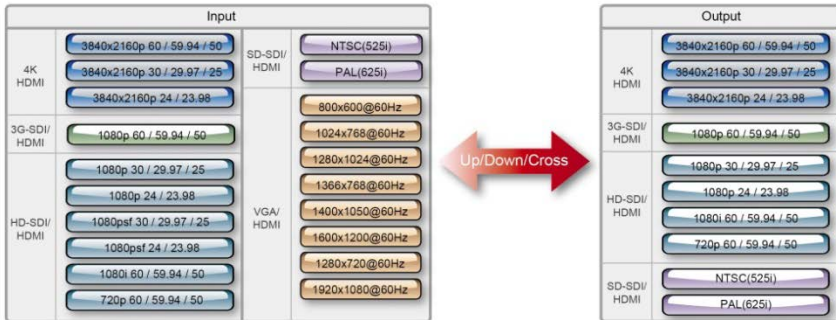 Input
4K
HDMI
3840x2160p 60 / 59.94 / 50
3840x2160p 30 / 29.97 / 25
3840x2160p 24 / 23.98
3G-SDI/
HDMI
1080p 60 / 59.94 / 50
HD-SDI/
HDMI
1080p 30 / 29.97 / 25
1080p 24 / 23.98
1080psf 30 / 29.97 / 25
1080psf 24 / 23.98
1080i 60 / 59.94 / 50
720p 60 / 59.94 / 50
SD-SDI/
HDMI
NTSC(525i)
PAL(625i)
VGA/
HDMI
800x600@60Hz
1024x768@60Hz
1280x1024@60Hz
1366x768@60Hz
1400x1050@60Hz
1600x1200@60Hz
1280x720@60Hz
1920x1080@60Hz
Up/Down/Cross
Output
4K
HDMI
3840x2160p 60 / 59.94 / 50
3840x2160p 30 / 29.97 / 25
3840x2160p 24 / 23.98
3G-SDI/
HDMI
1080p 60 / 59.94 / 50
HD-SDI/
HDMI
1080p 30 / 29.97 / 25
1080p 24 / 23.98
1080i 60 / 59.94 / 50
720p 60 / 59.94 / 50
SD-SDI/
HDMI
NTSC(525i)
PAL(625i)